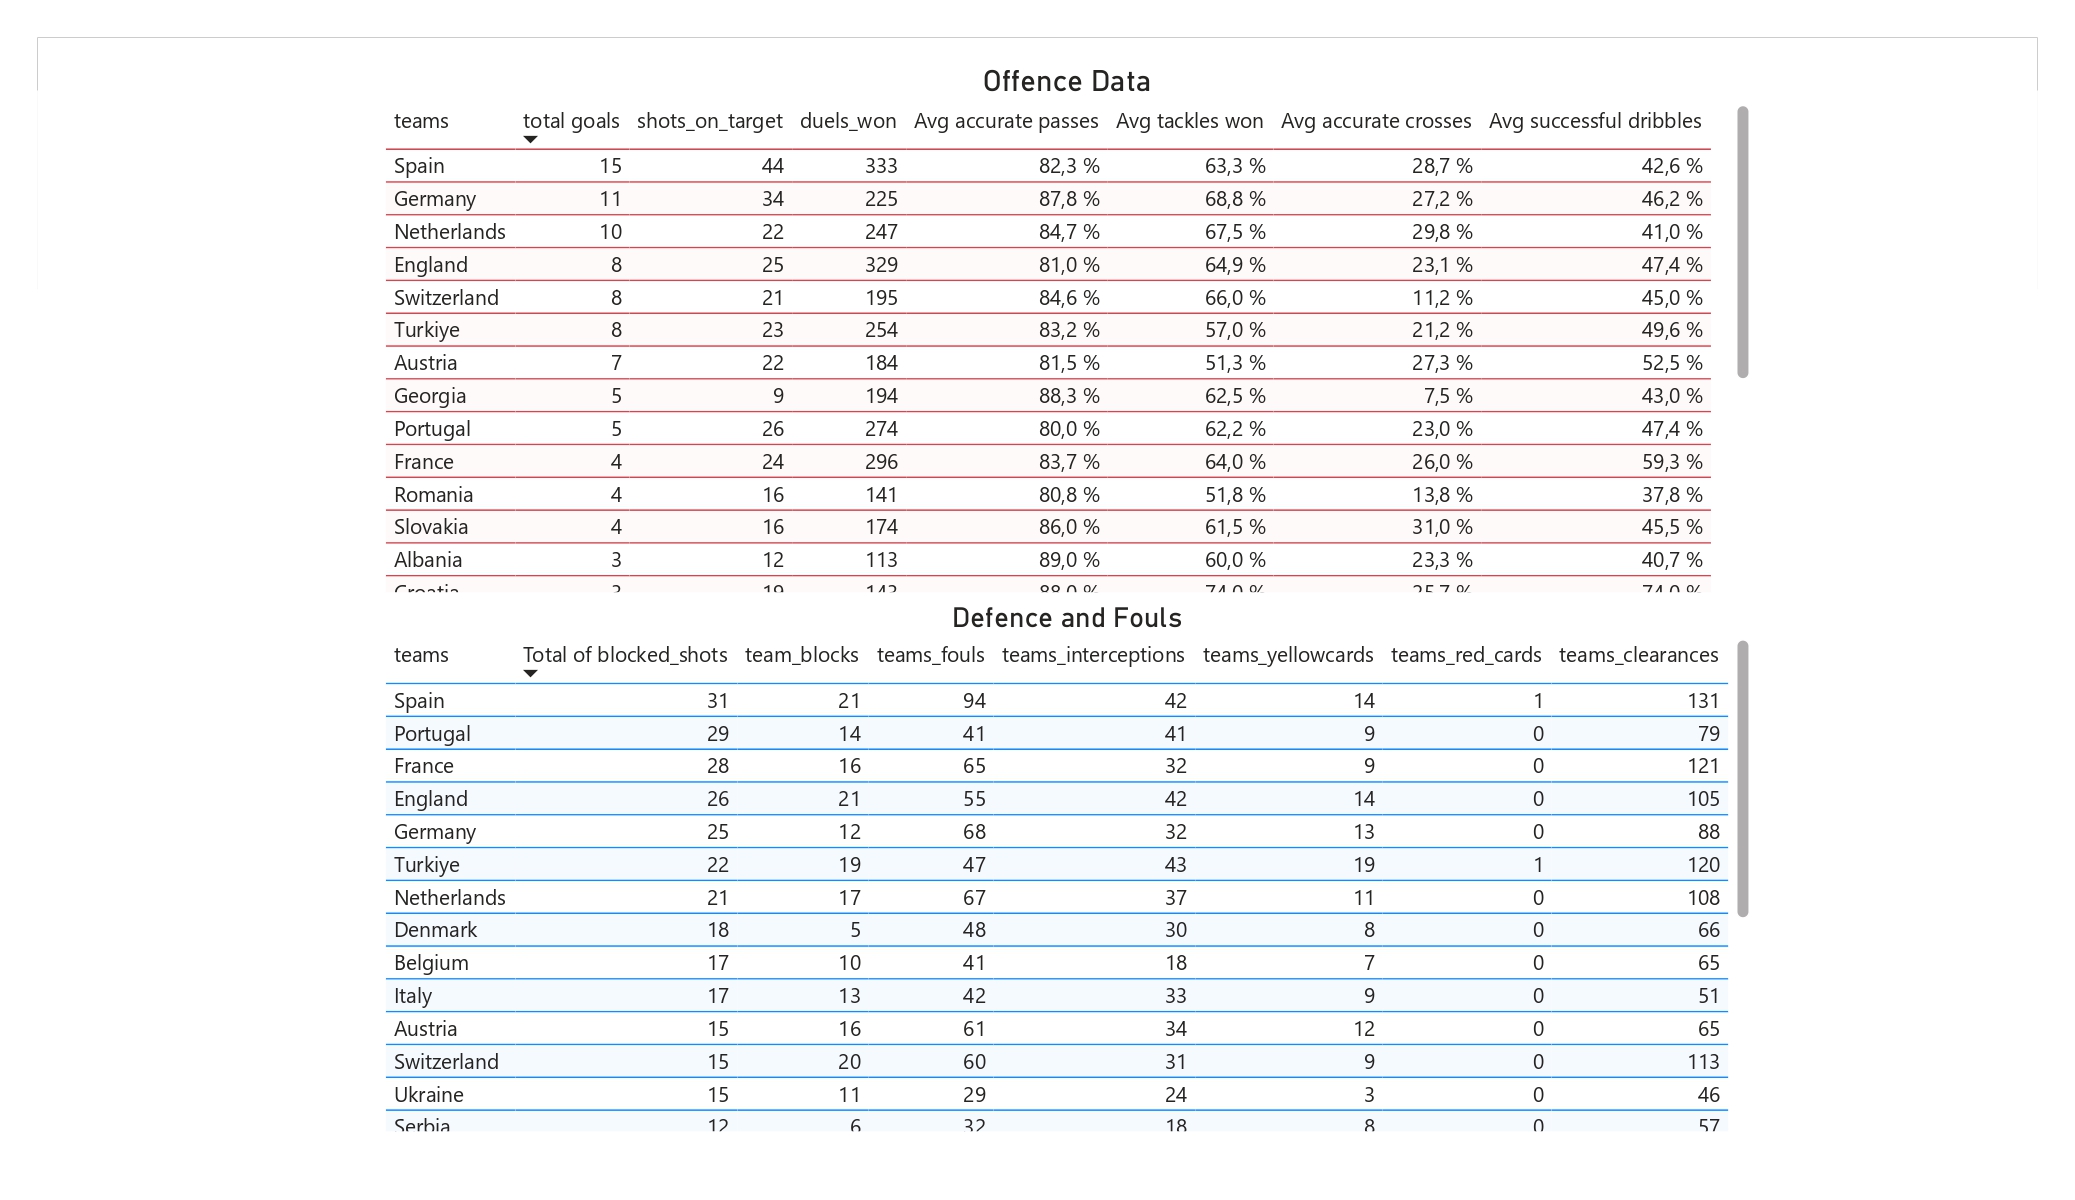 Offence Data
teams total goals shots_on_target duels_won Avg accurate passes Avg tackles won Avg accurate crosses Avg successful dribbles
Spain 15 44 333 82,3 % 63,3 % 28,7 % 42,6 %
Germany 11 34 225 87,8 % 68,8 % 27,2 % 46,2 %
Netherlands 10 22 247 84,7 % 67,5 % 29,8 % 41,0 %
England 8 25 329 81,0 % 64,9 % 23,1 % 47,4 %
Switzerland 8 21 195 84,6 % 66,0 % 11,2 % 45,0 %
Turkiye 8 23 254 83,2 % 57,0 % 21,2 % 49,6 %
Austria 7 22 184 81,5 % 51,3 % 27,3 % 52,5 %
Georgia 5 9 194 88,3 % 62,5 % 7,5 % 43,0 %
Portugal 5 26 274 80,0 % 62,2 % 23,0 % 47,4 %
France 4 24 296 83,7 % 64,0 % 26,0 % 59,3 %
Romania 4 16 141 80,8 % 51,8 % 13,8 % 37,8 %
Slovakia 4 16 174 86,0 % 61,5 % 31,0 % 45,5 %
Albania 3 12 113 89,0 % 60,0 % 23,3 % 40,7 %
Croatia 3 19 143 88,0 % 74,0 % 25,7 % 74,0 %
Defence and Fouls
teams Total of blocked_shots team_blocks teams_fouls teams_interceptions teams_yellowcards teams_red_cards teams_clearances
Spain 31 21 94 42 14 1 131
Portugal 29 14 41 41 9 0 79
France 28 16 65 32 9 0 121
England 26 21 55 42 14 0 105
Germany 25 12 68 32 13 0 88
Turkiye 22 19 47 43 19 1 120
Netherlands 21 17 67 37 11 0 108
Denmark 18 5 48 30 8 0 66
Belgium 17 10 41 18 7 0 65
Italy 17 13 42 33 9 0 51
Austria 15 16 61 34 12 0 65
Switzerland 15 20 60 31 9 0 113
Ukraine 15 11 29 24 3 0 46
Serbia 12 6 32 18 8 0 57